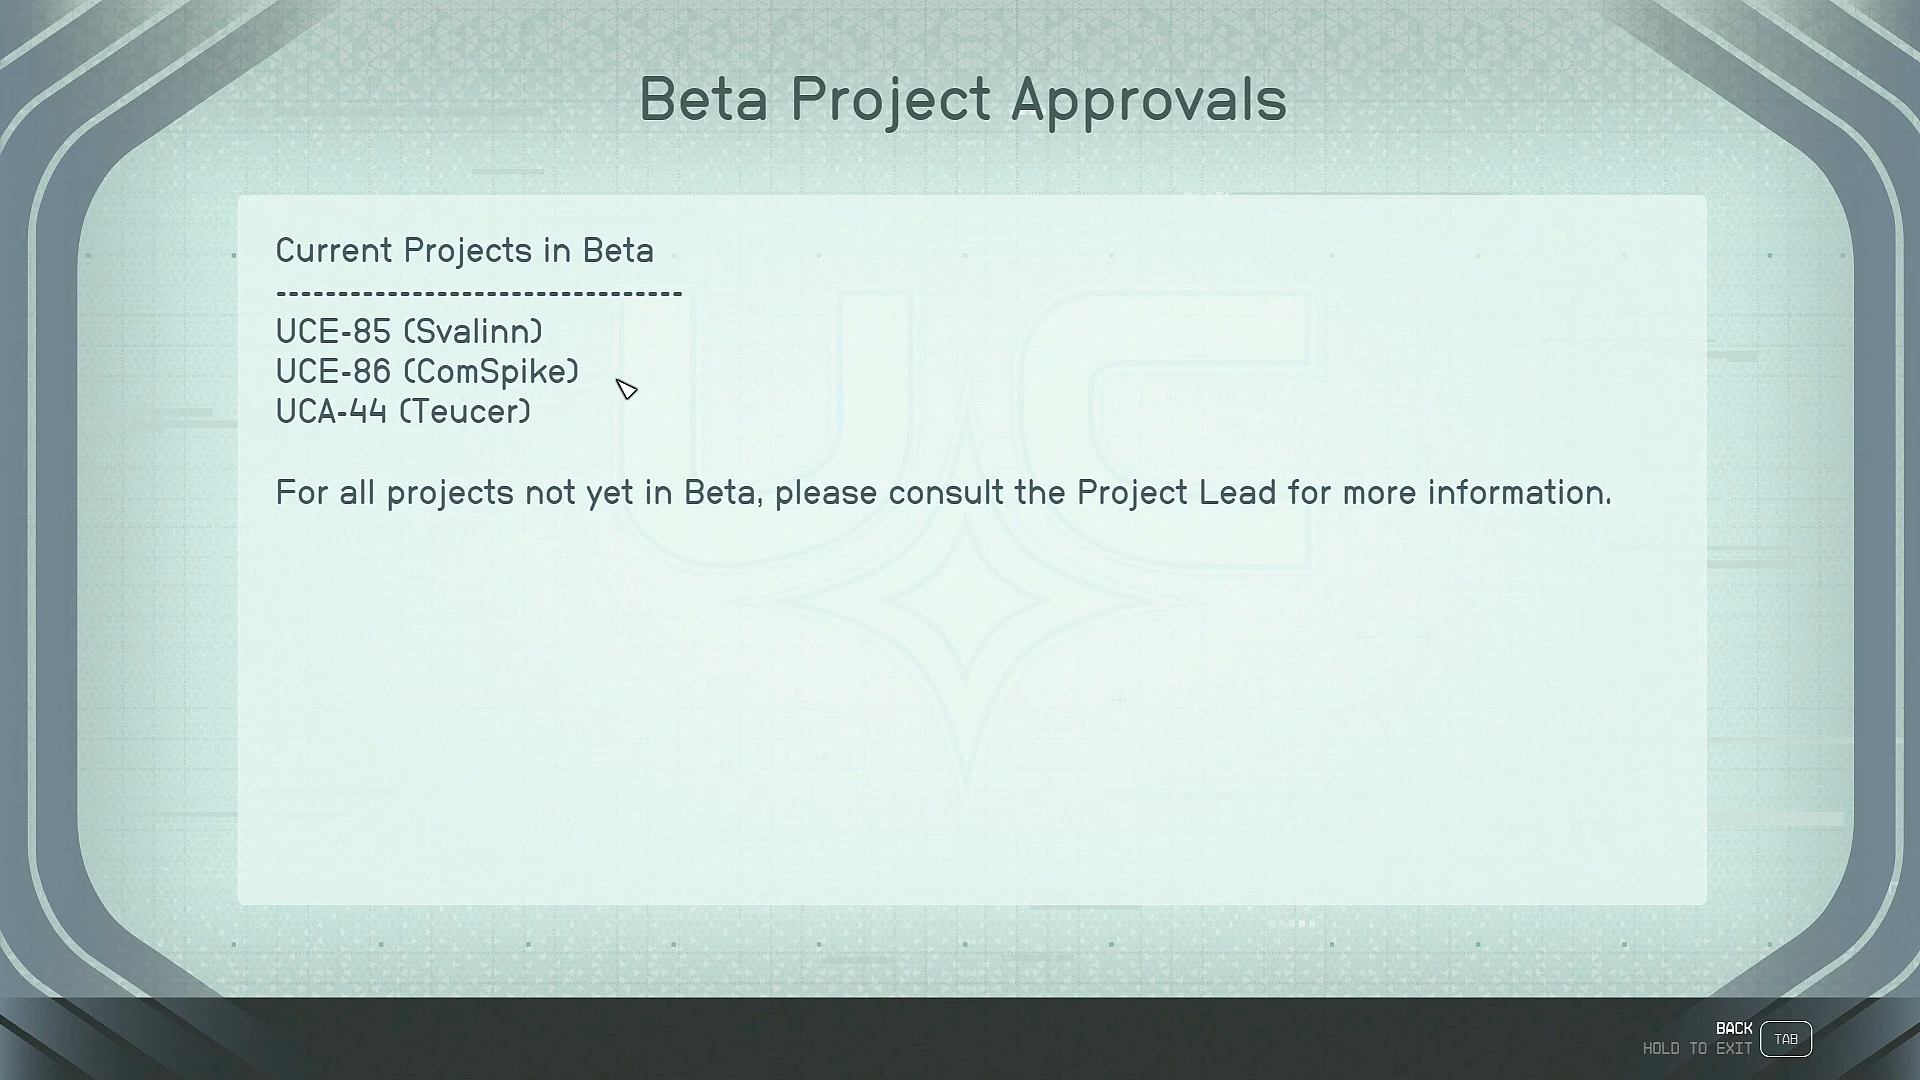 Beta Project Approvals
Current Projects in Beta
--------------------------------
UCE-85 (Svalinn)
UCE-86 (ComSpike)
UCA-44 (Teucer)
For all projects not yet in Beta, please consult the Project Lead for more information.
UC
BACK
HOLD TO EXIT
TAB